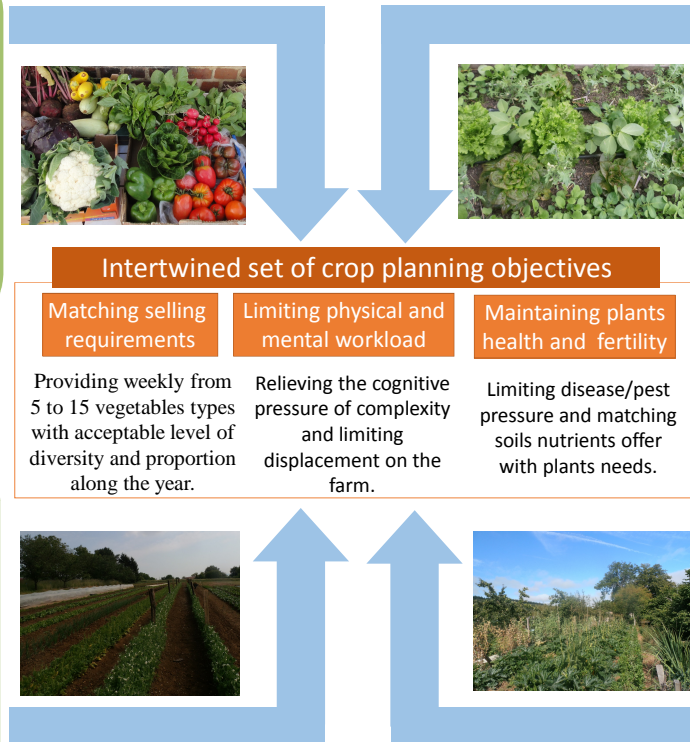 Intertwined set of crop planning objectives
Matching selling
requirements
Providing weekly from
5 to 15 vegetables types
with acceptable level of
diversity and proportion
along the year.
Limiting physical and
mental workload
Relieving the cognitive
pressure of complexity
and limiting
displacement on the
farm.
Maintaining plants
health and fertility
Limiting disease/pest
pressure and matching
soils nutrients offer
with plants needs.